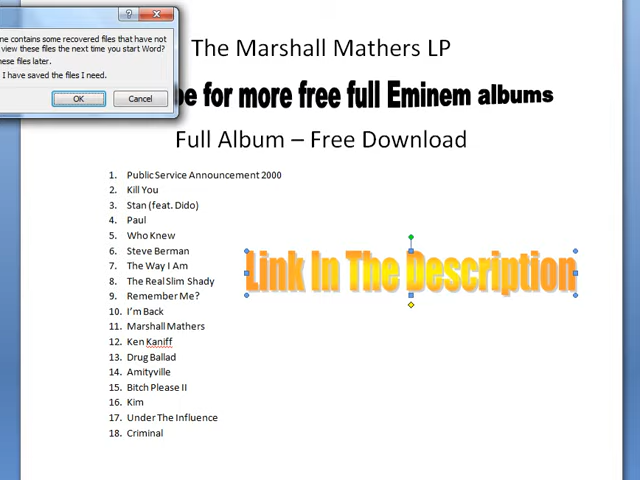 ne contains some recovered files that have not
view these files the next time you start Word?
hese files later.
I have saved the files I need.
OK Cancel
The Marshall Mathers LP
be for more free full Eminem albums
Full Album – Free Download
1. Public Service Announcement 2000
2. Kill You
3. Stan (feat. Dido)
4. Paul
5. Who Knew
6. Steve Berman
7. The Way I Am
8. The Real Slim Shady
9. Remember Me?
10. I'm Back
11. Marshall Mathers
12. Ken Kaniff
13. Drug Ballad
14. Amityville
15. Bitch Please II
16. Kim
17. Under The Influence
18. Criminal
Link In The Description